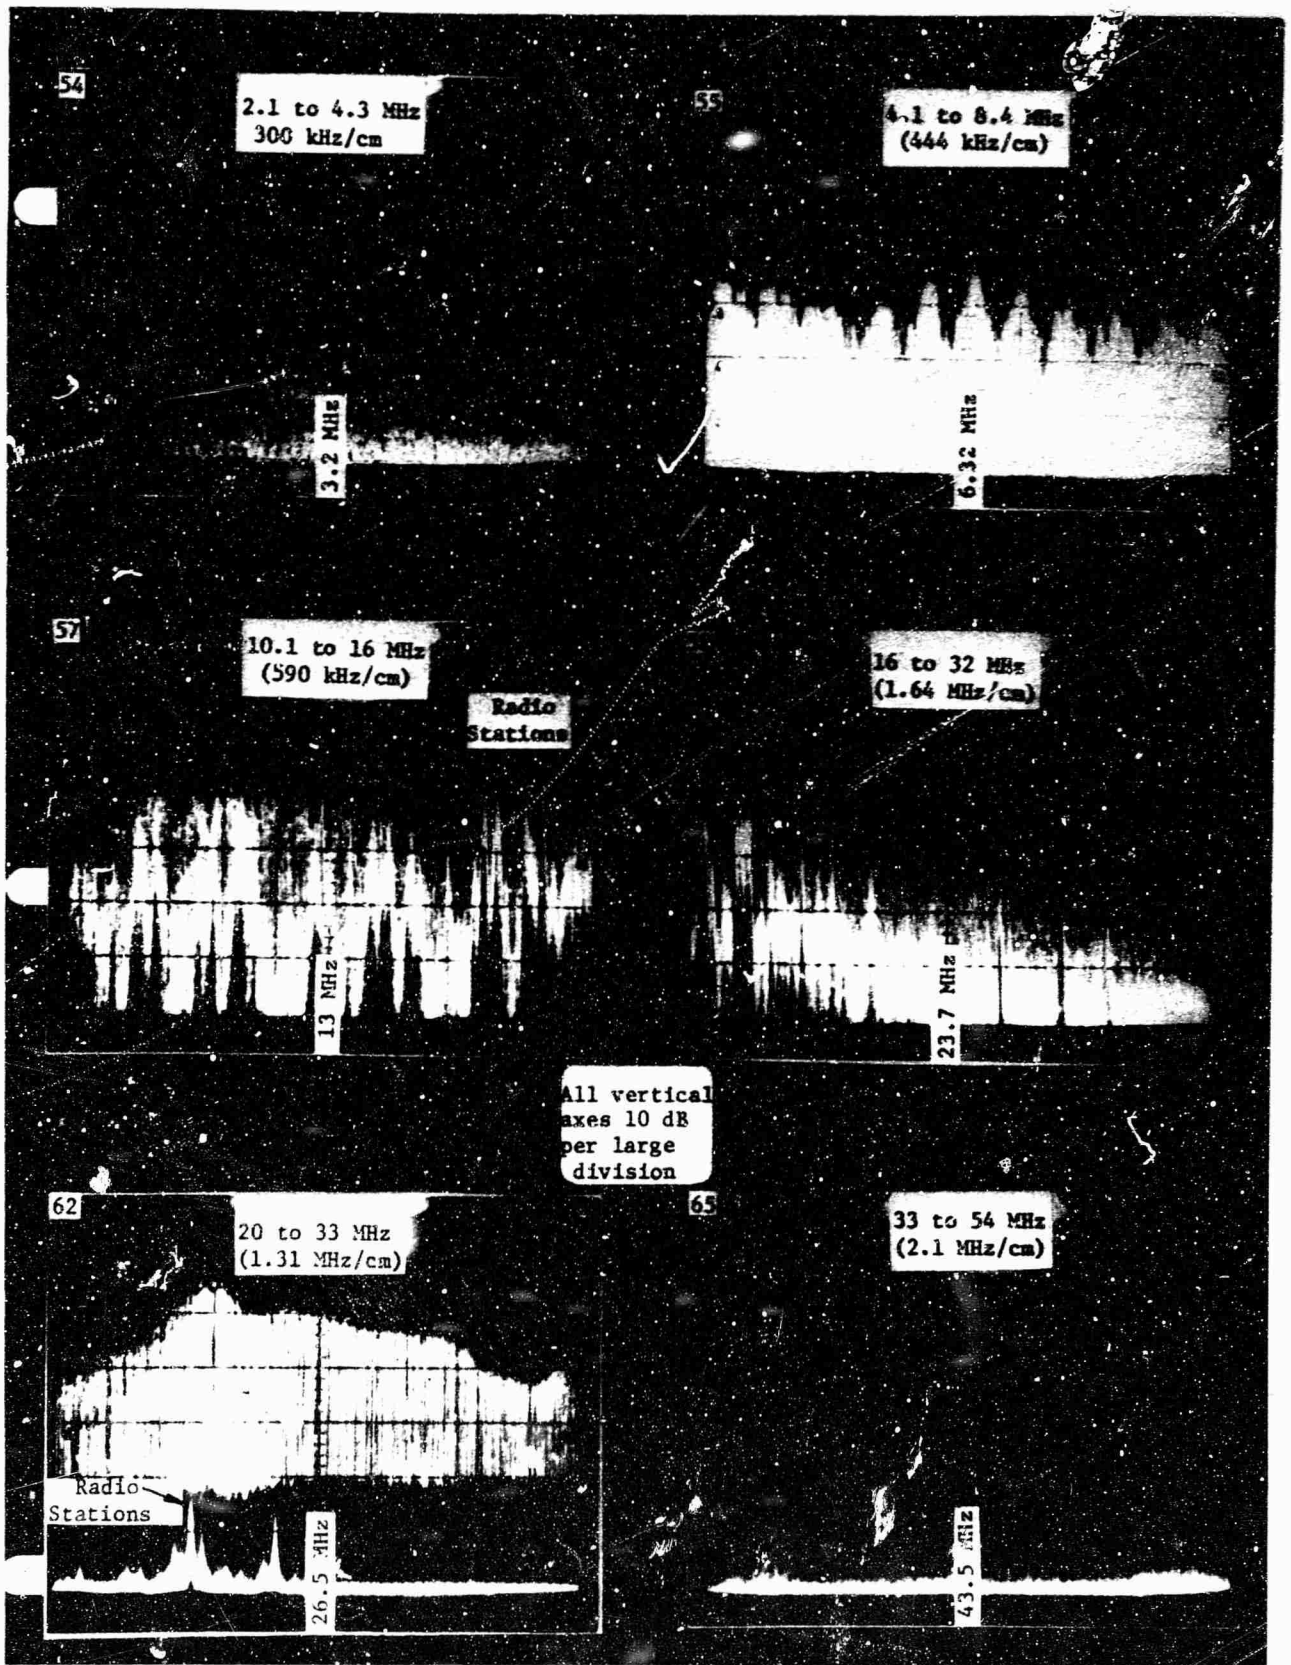 54
2.1 to 4.3 MHz
300 kHz/cm
3.2 MHz
55
4.1 to 8.4 MHz
(444 kHz/cm)
6.32 MHz
57
10.1 to 16 MHz
(590 kHz/cm)
Radio
Stations
13 MHz
16 to 32 MHz
(1.64 MHz/cm)
23.7 MHz
All vertical
axes 10 dB
per large
division
62
20 to 33 MHz
(1.31 MHz/cm)
Radio
Stations
26.5 MHz
65
33 to 54 MHz
(2.1 MHz/cm)
43.5 MHz